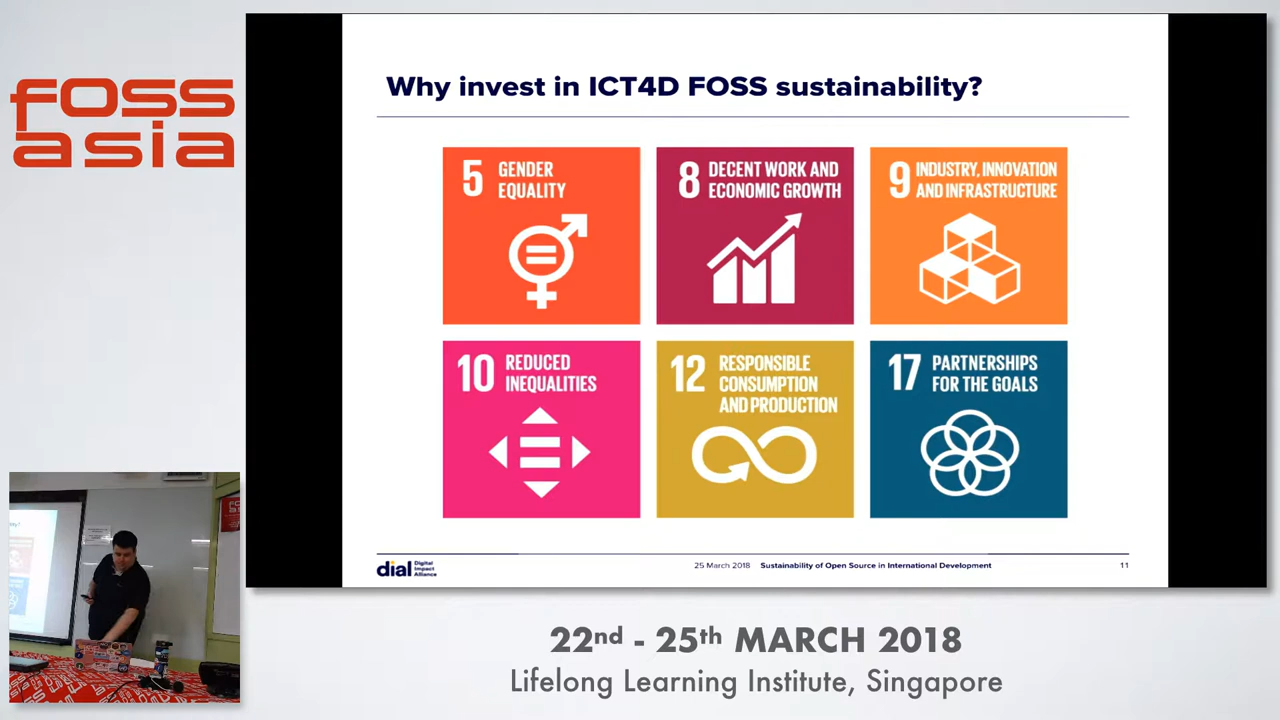 foss
asia
Why invest in ICT4D FOSS sustainability?
5 GENDER
EQUALITY
8 DECENT WORK AND
ECONOMIC GROWTH
9 INDUSTRY, INNOVATION
AND INFRASTRUCTURE
10 REDUCED
INEQUALITIES
12 RESPONSIBLE
CONSUMPTION
AND PRODUCTION
17 PARTNERSHIPS
FOR THE GOALS
dial Digital
Impact
Alliance
25 March 2018 Sustainability of Open Source in International Development 11
22nd - 25th MARCH 2018
Lifelong Learning Institute, Singapore